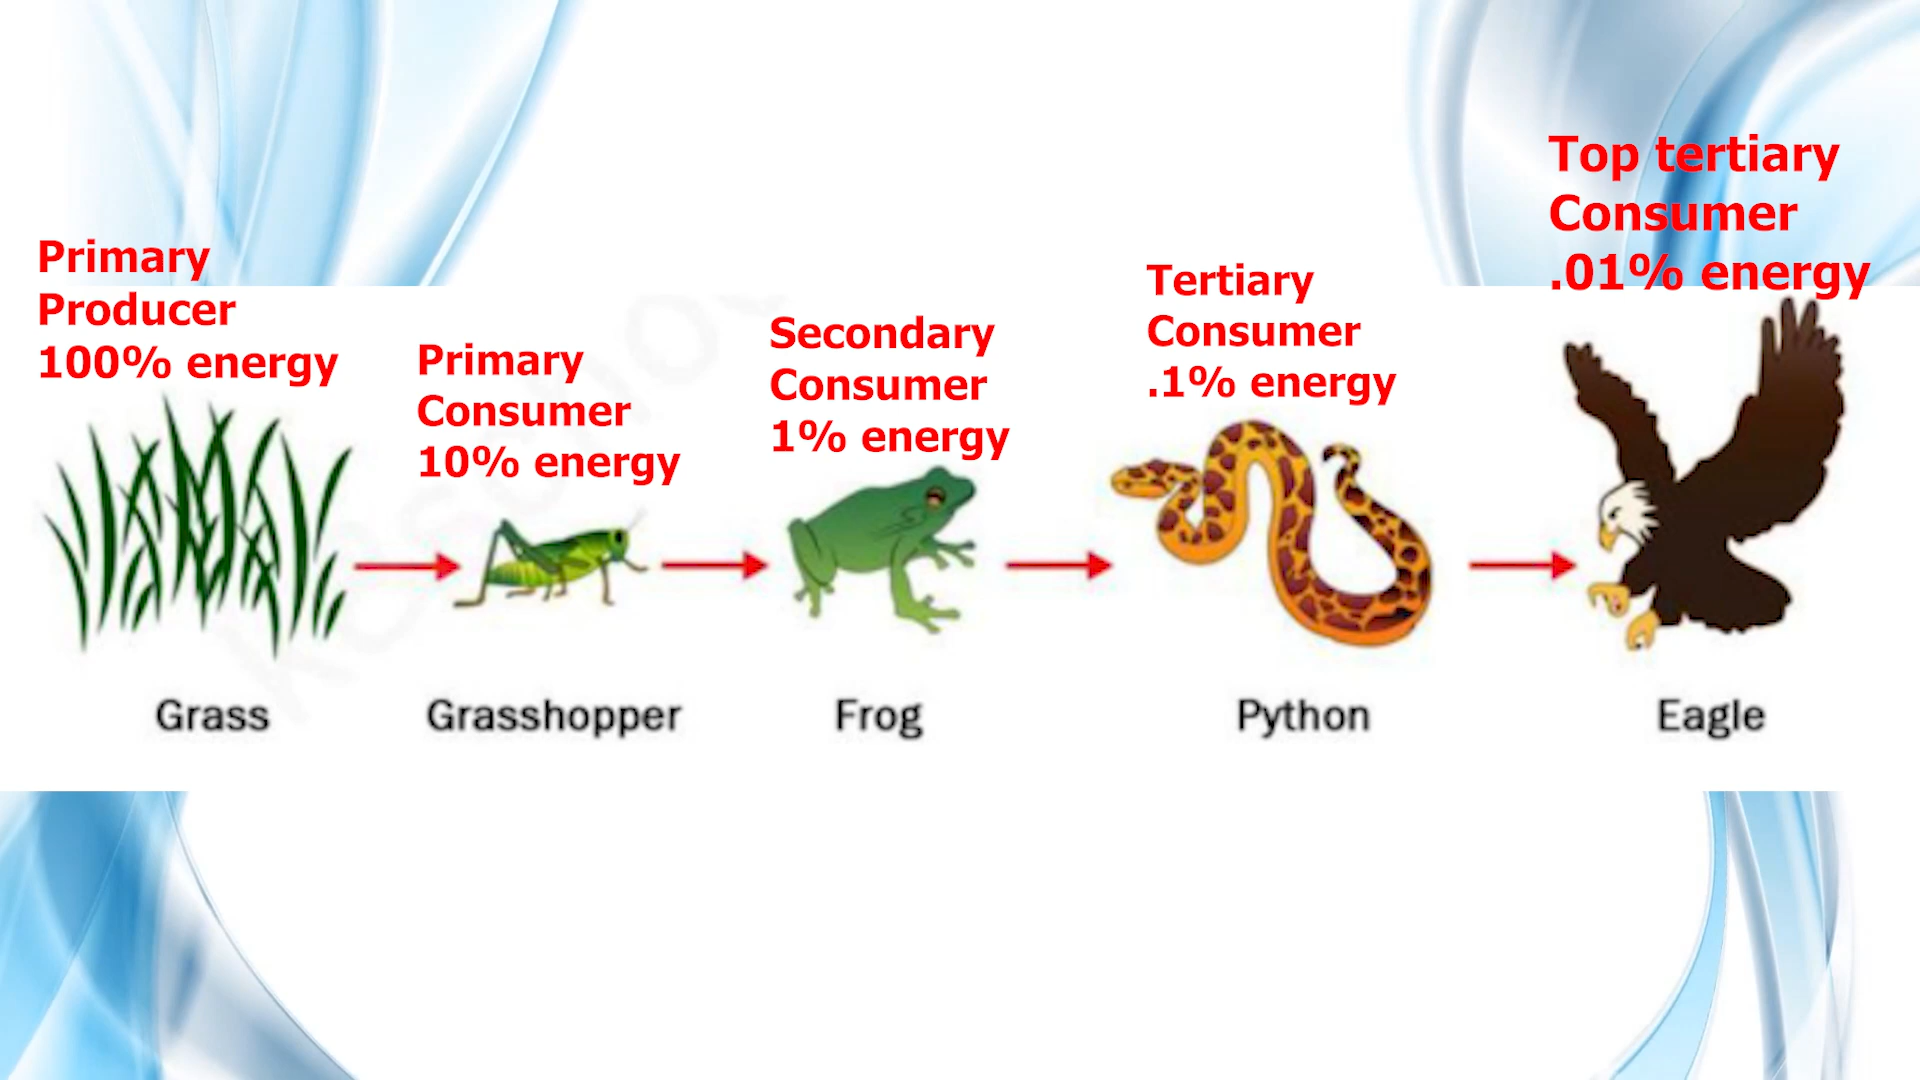 Primary
Producer
100% energy
Primary
Consumer
10% energy
Secondary
Consumer
1% energy
Tertiary
Consumer
.1% energy
Top tertiary
Consumer
.01% energy
Grass
Grasshopper
Frog
Python
Eagle